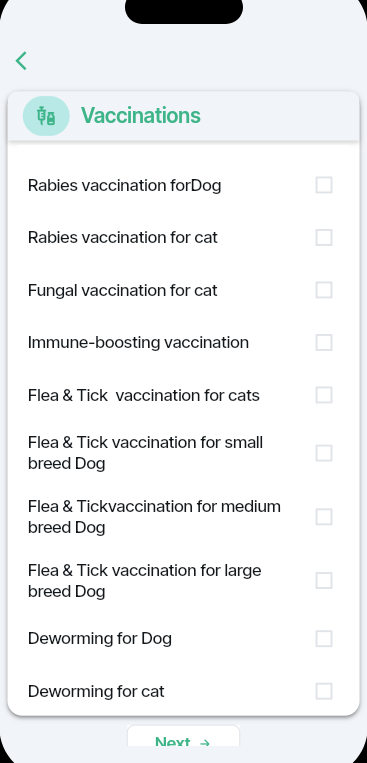 Vaccinations
Rabies vaccination forDog
Rabies vaccination for cat
Fungal vaccination for cat
Immune-boosting vaccination
Flea & Tick  vaccination for cats
Flea & Tick vaccination for small
breed Dog
Flea & Tickvaccination for medium
breed Dog
Flea & Tick vaccination for large
breed Dog
Deworming for Dog
Deworming for cat
Next →